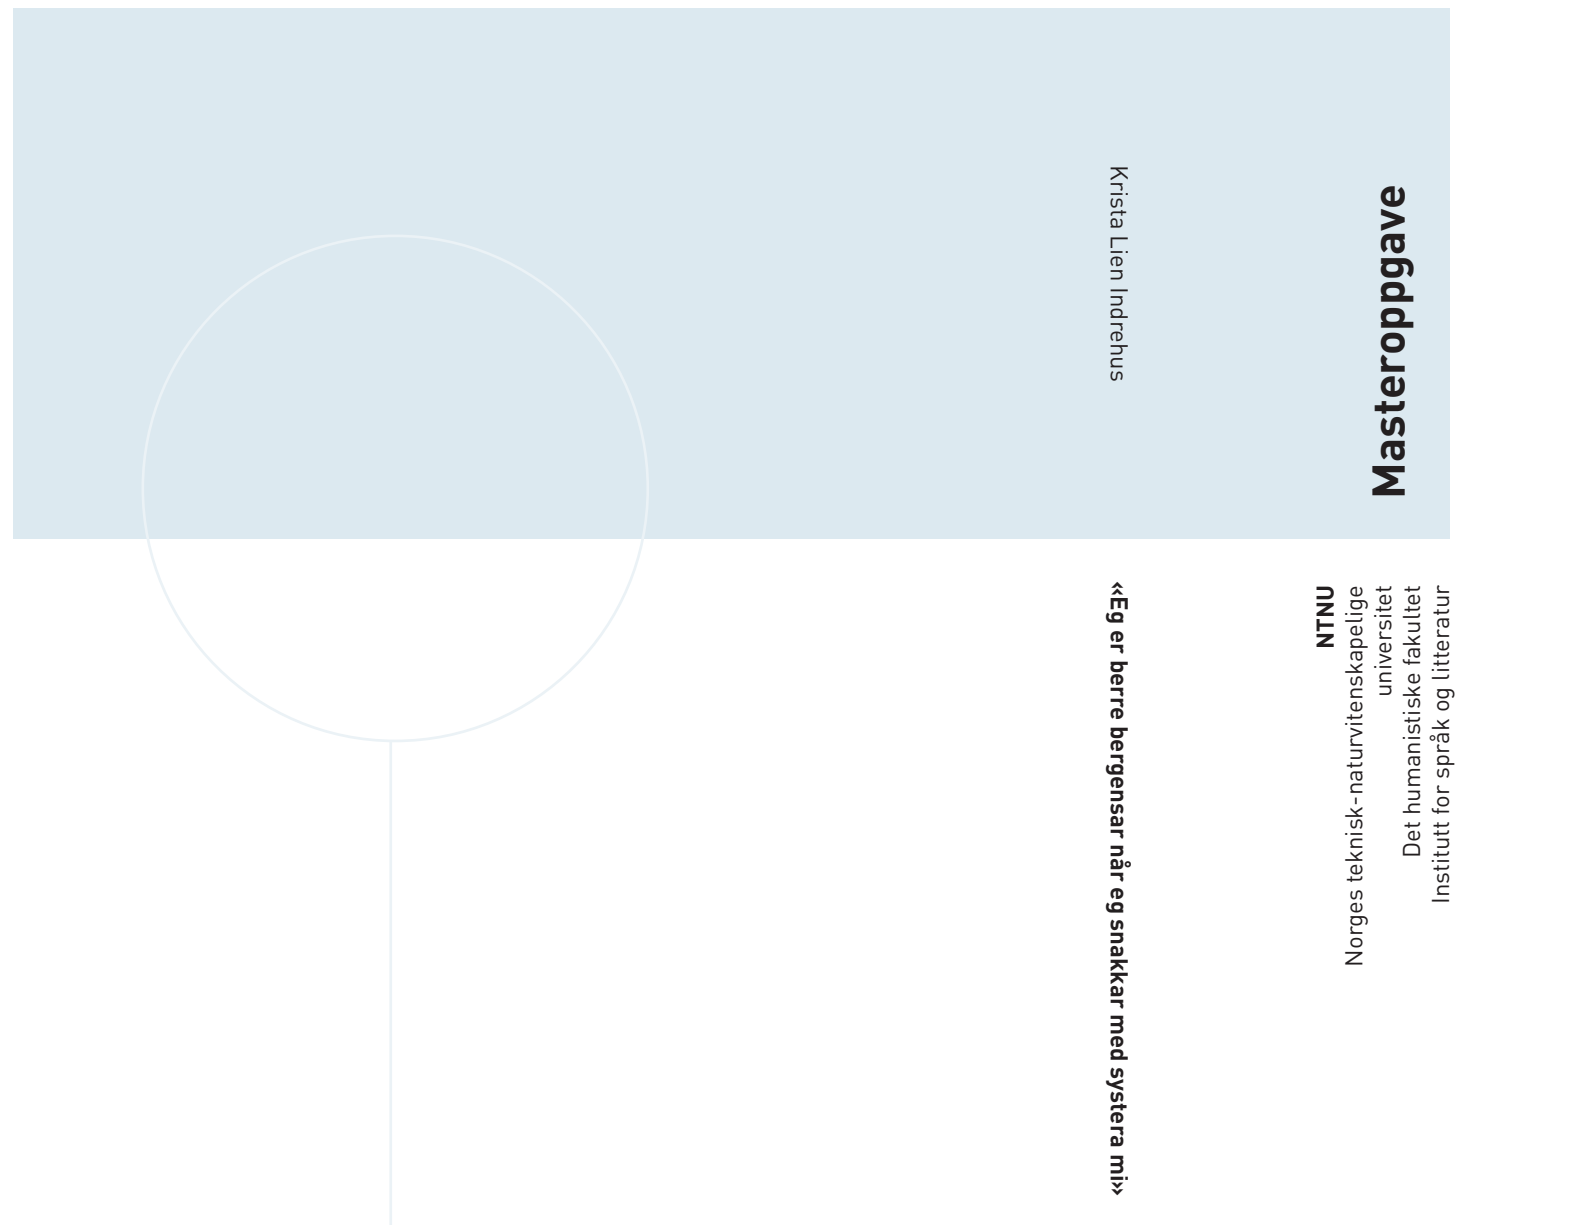 Krista Lien Indrehus
«Eg er berre bergensar når eg snakkar med systera mi»
Masteroppgave
NTNU
Norges teknisk-naturvitenskapelige
universitet
Det humanistiske fakultet
Institutt for språk og litteratur